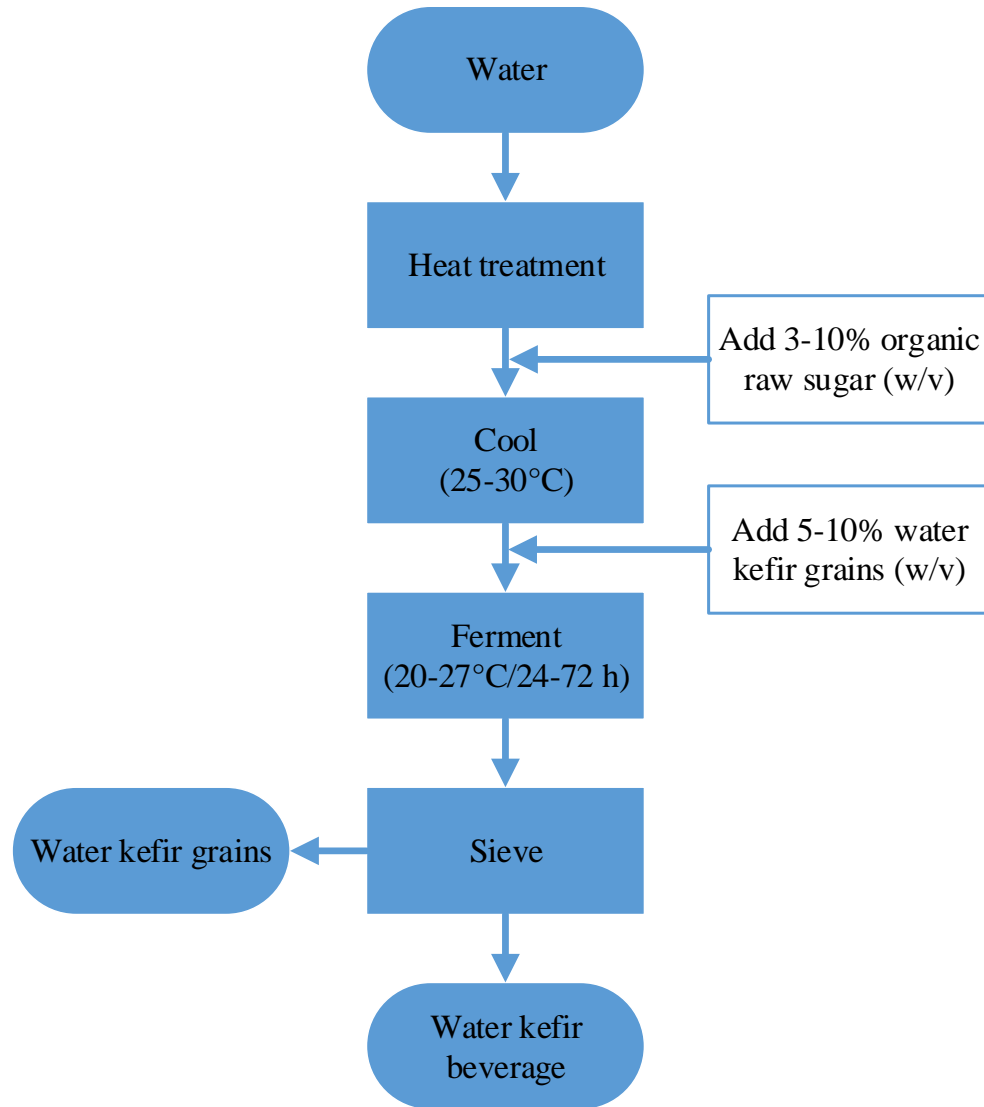 Water
Heat treatment
Add 3-10% organic
raw sugar (w/v)
Cool
(25-30°C)
Add 5-10% water
kefir grains (w/v)
Ferment
(20-27°C/24-72 h)
Water kefir grains
Sieve
Water kefir
beverage